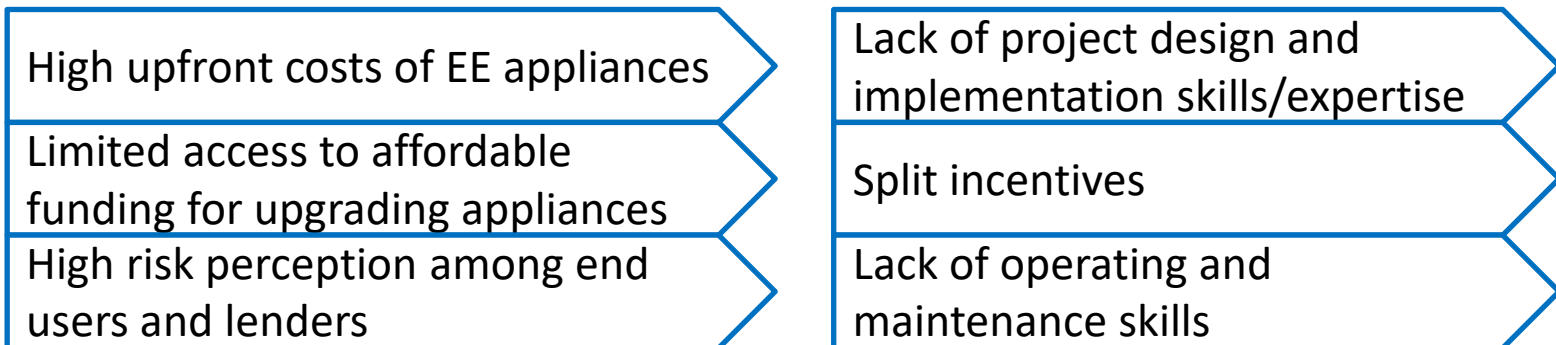 High upfront costs of EE appliances
Limited access to affordable
funding for upgrading appliances
High risk perception among end
users and lenders
Lack of project design and
implementation skills/expertise
Split incentives
Lack of operating and
maintenance skills